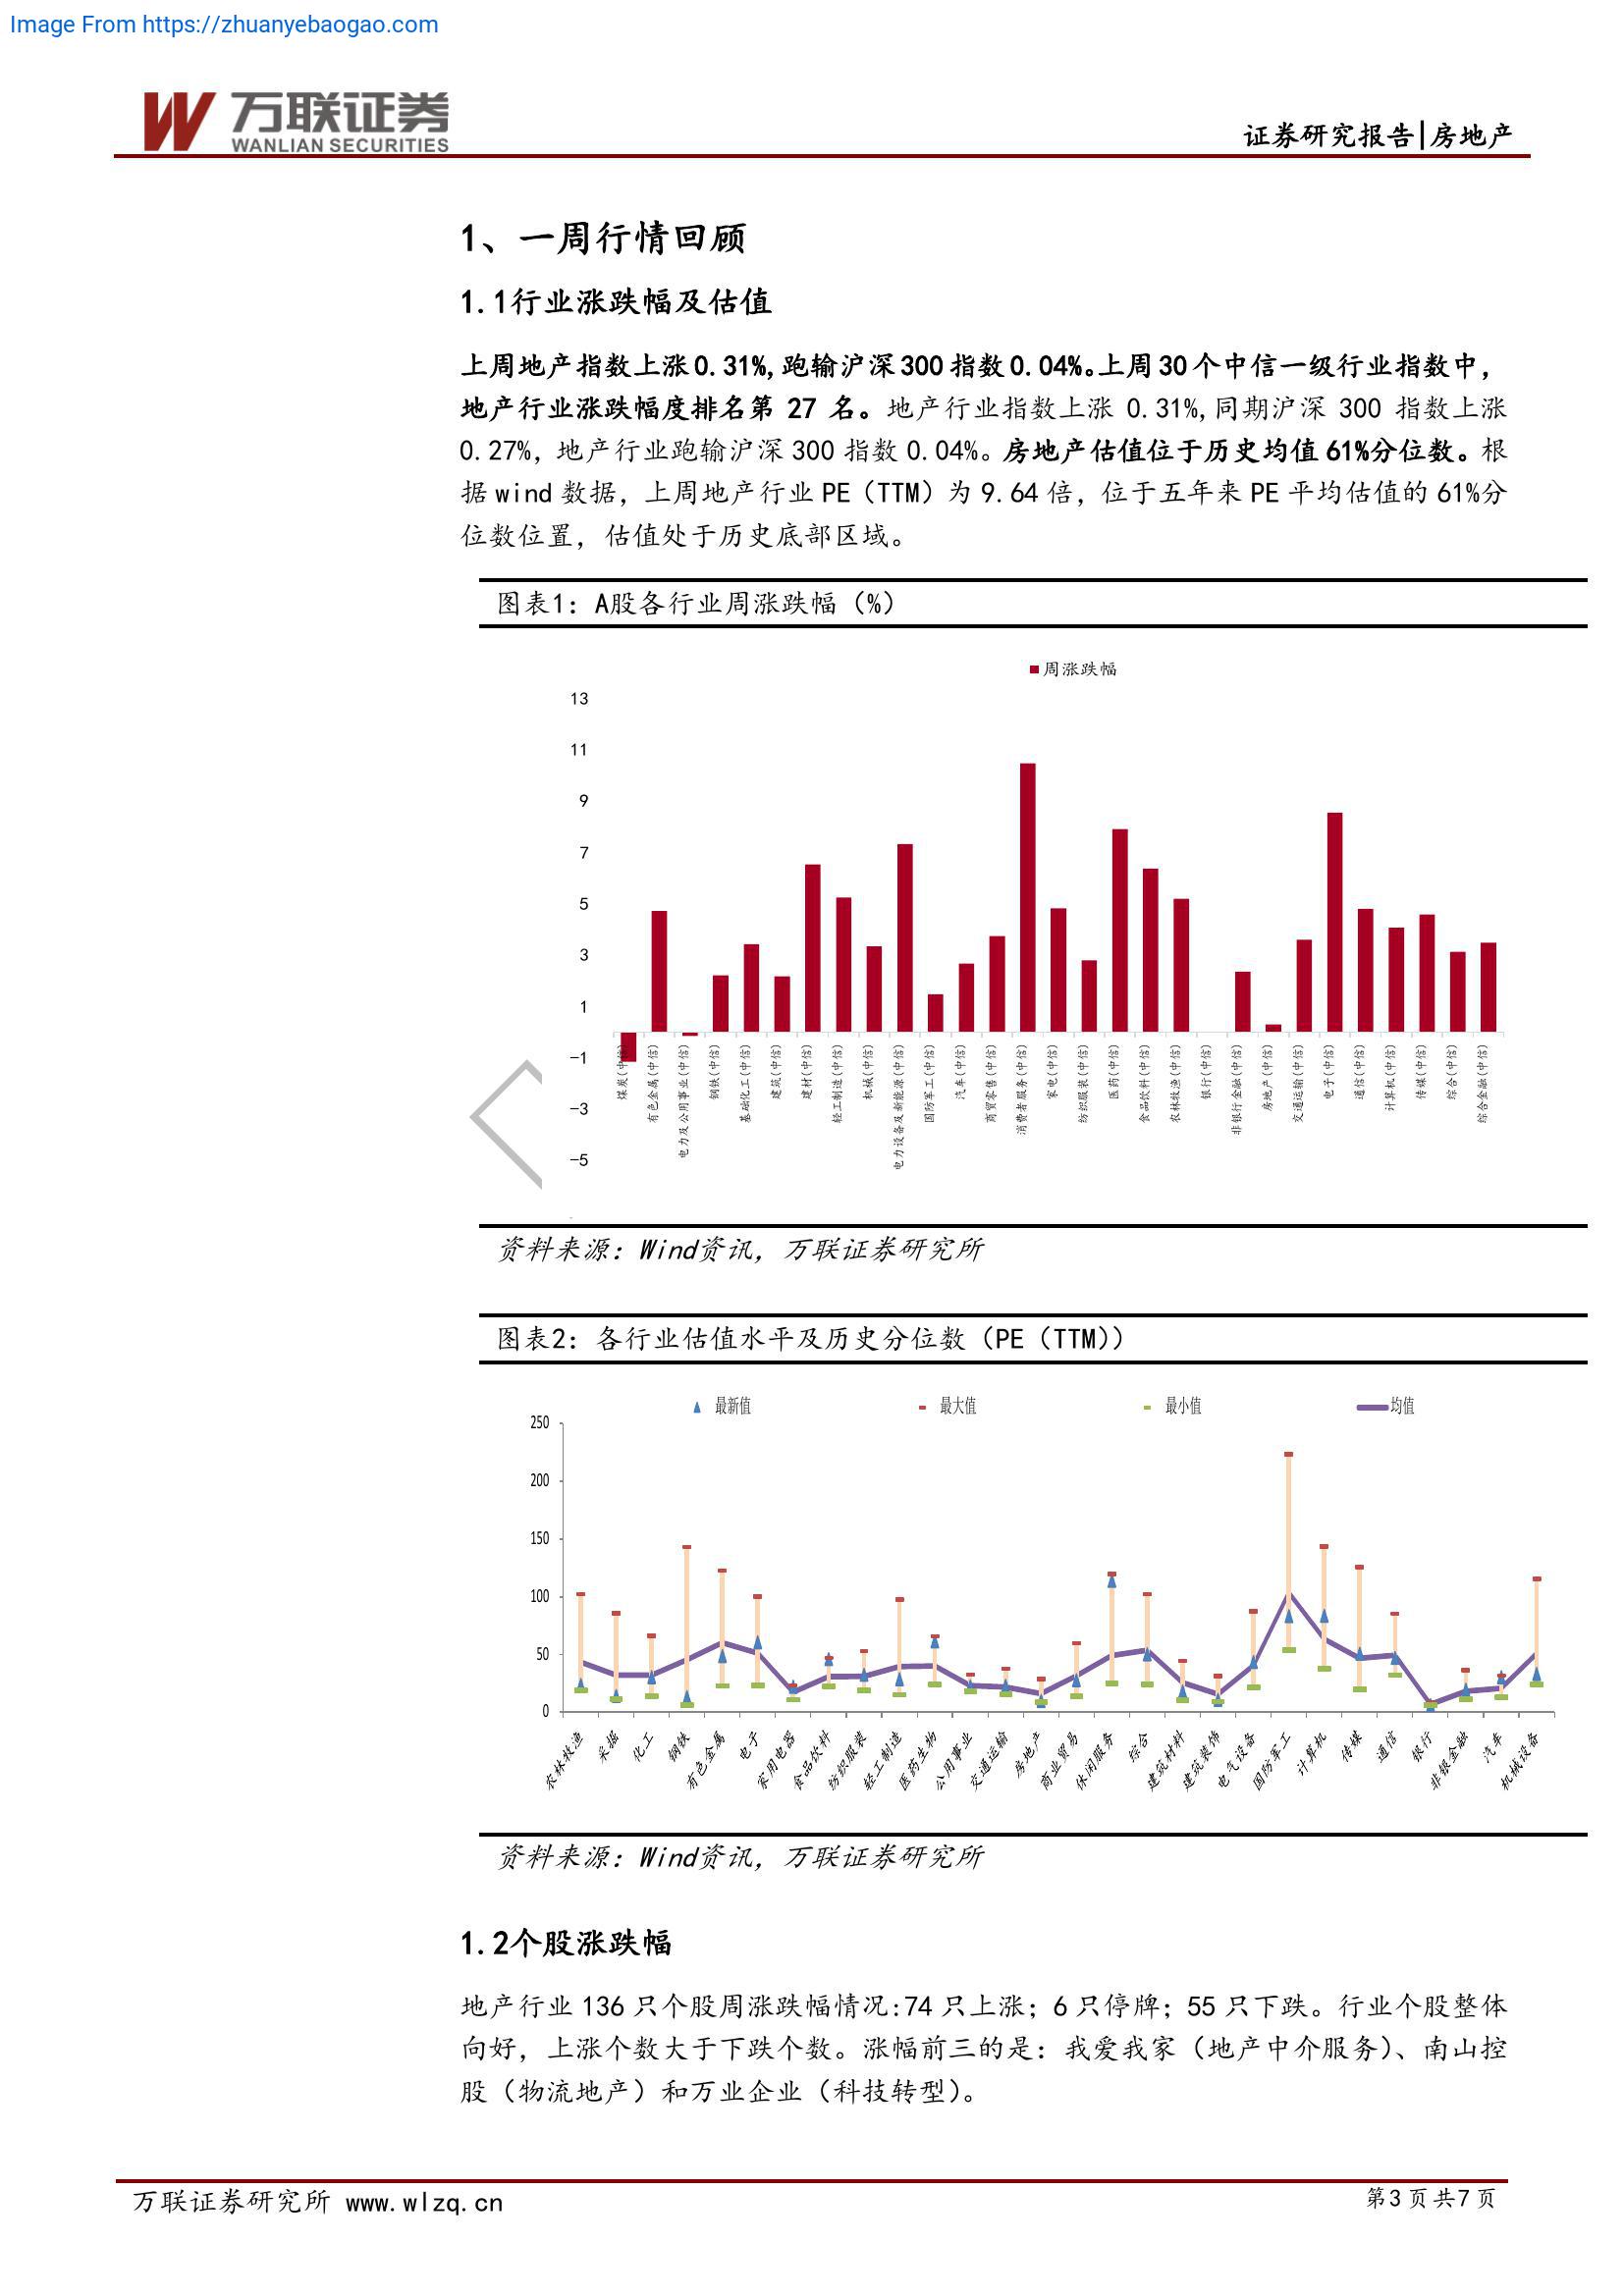 Image From https://zhuanyebaogao.com
万联证券
WANLIAN SECURITIES
证券研究报告|房地产
1、一周行情回顾
1.1行业涨跌幅及估值
上周地产指数上涨0.31%,跑输沪深300指数0.04%。上周30个中信一级行业指数中，
地产行业涨跌幅度排名第 27 名。地产行业指数上涨 0.31%,同期沪深 300 指数上涨
0.27%，地产行业跑输沪深300 指数0.04%。房地产估值位于历史均值61%分位数。根
据 wind 数据，上周地产行业 PE（TTM）为 9.64 倍，位于五年来 PE 平均估值的 61%分
位数位置，估值处于历史底部区域。
图表1：A股各行业周涨跌幅（%）
周涨跌幅
13
11
9
7
5
3
1
-1
-3
-5
煤炭(中信)
有色金属(中信)
电力及公用事业(中信)
钢铁(中信)
基础化工(中信)
建筑(中信)
建材(中信)
轻工制造(中信)
机械(中信)
电力设备及新能源(中信)
国防军工(中信)
汽车(中信)
商贸零售(中信)
消费者服务(中信)
家电(中信)
纺织服装(中信)
医药(中信)
食品饮料(中信)
农林牧渔(中信)
银行(中信)
非银行金融(中信)
房地产(中信)
交通运输(中信)
电子(中信)
通信(中信)
计算机(中信)
传媒(中信)
综合(中信)
综合金融(中信)
资料来源：Wind资讯，万联证券研究所
图表2：各行业估值水平及历史分位数（PE（TTM））
最新值 最大值 最小值 均值
250
200
150
100
50
0
农林牧渔
采掘
化工
钢铁
有色金属
电子
家用电器
食品饮料
纺织服装
轻工制造
医药生物
公用事业
交通运输
房地产
商业贸易
休闲服务
综合
建筑材料
建筑装饰
电气设备
国防军工
计算机
传媒
通信
银行
非银金融
汽车
机械设备
资料来源：Wind资讯，万联证券研究所
1.2个股涨跌幅
地产行业 136 只个股周涨跌幅情况:74 只上涨；6 只停牌；55 只下跌。行业个股整体
向好，上涨个数大于下跌个数。涨幅前三的是：我爱我家（地产中介服务）、南山控
股（物流地产）和万业企业（科技转型）。
万联证券研究所 www.wlzq.cn
第3页共7页